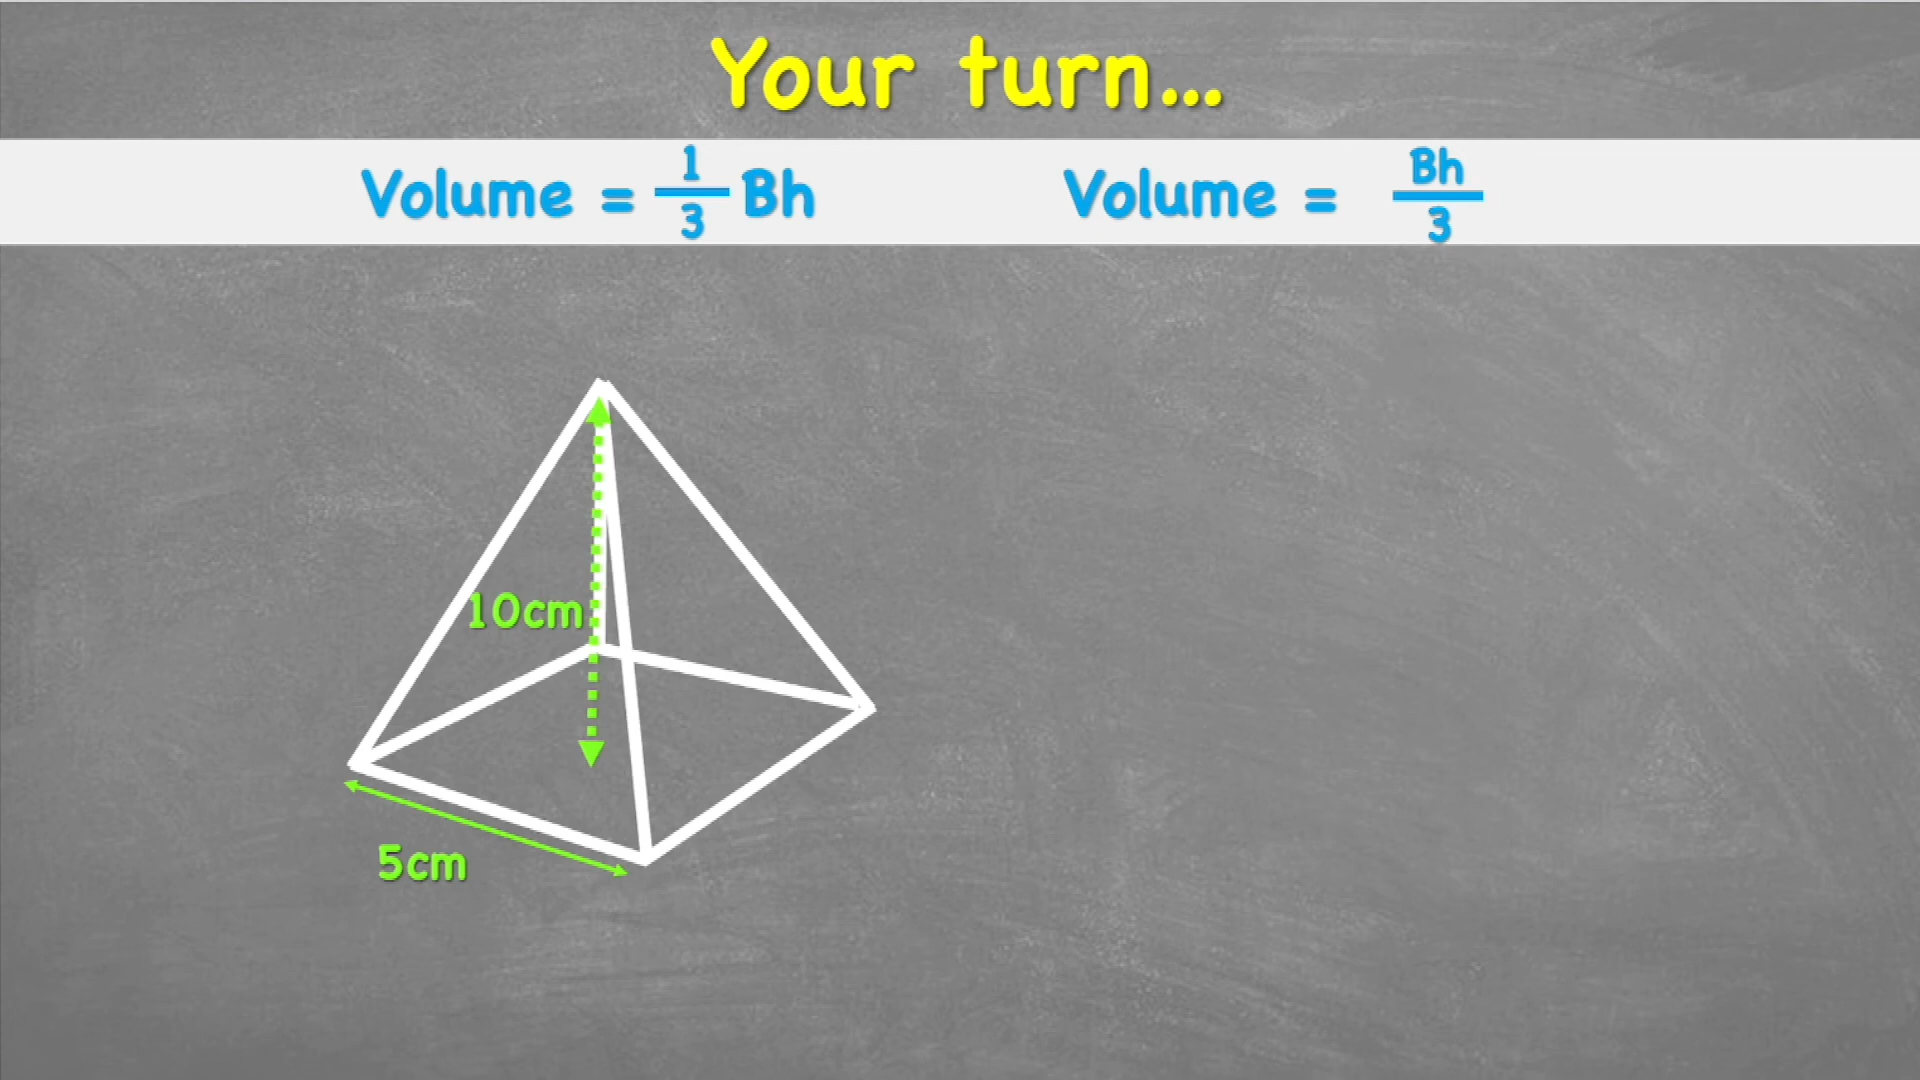 Your turn...
Volume = 1/3 Bh
Volume = Bh/3
10cm
5cm